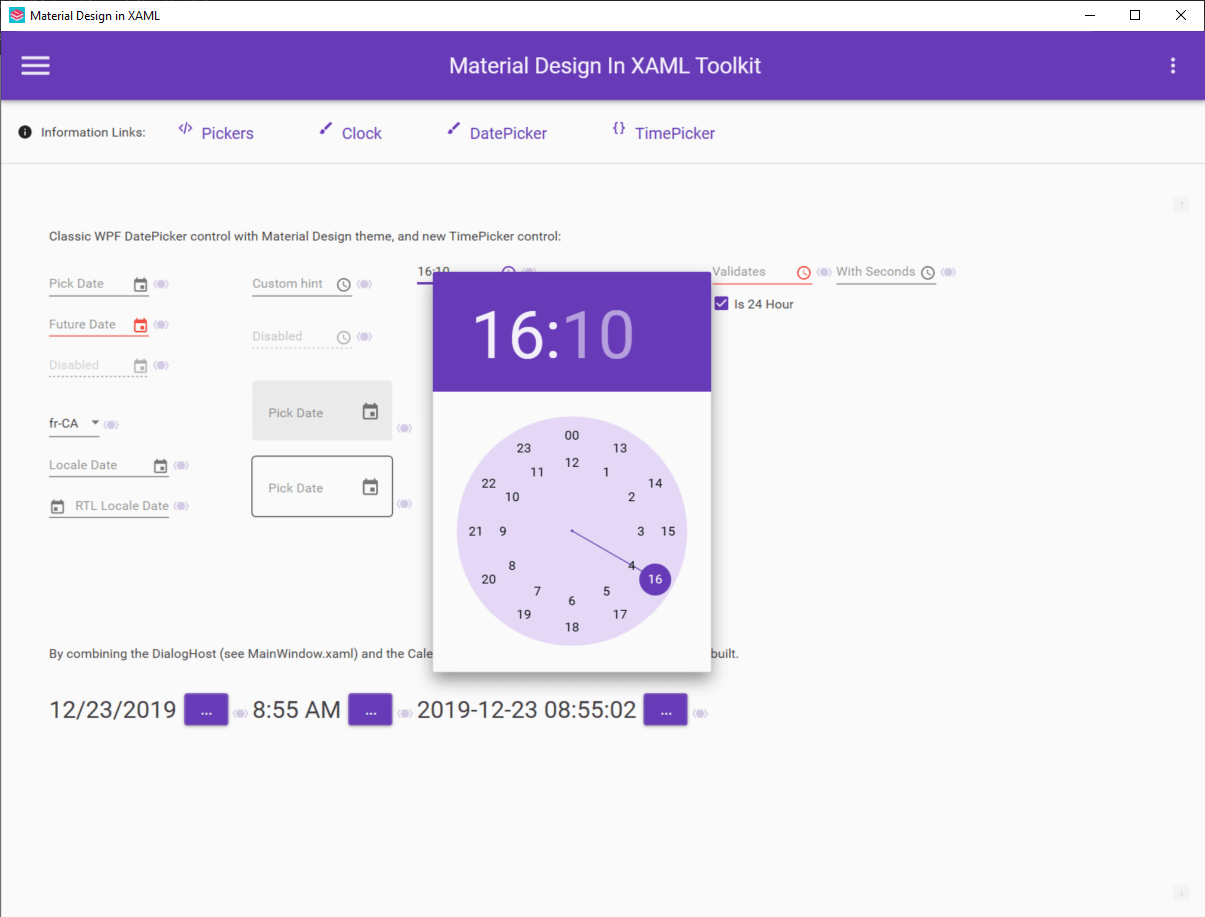 Material Design in XAML
Material Design In XAML Toolkit
Information Links: Pickers Clock DatePicker TimePicker
Classic WPF DatePicker control with Material Design theme, and new TimePicker control:
Pick Date
Future Date
Disabled
fr-CA
Locale Date
RTL Locale Date
Custom hint
Disabled
Pick Date
Pick Date
16:10
16:10
00
23 13
12
11 1
22 14
10 2
21 9 3 15
8 4
20 16
7 5
19 6 17
18
Validates With Seconds
Is 24 Hour
By combining the DialogHost (see MainWindow.xaml) and the built.
12/23/2019 ... 8:55 AM ... 2019-12-23 08:55:02 ...